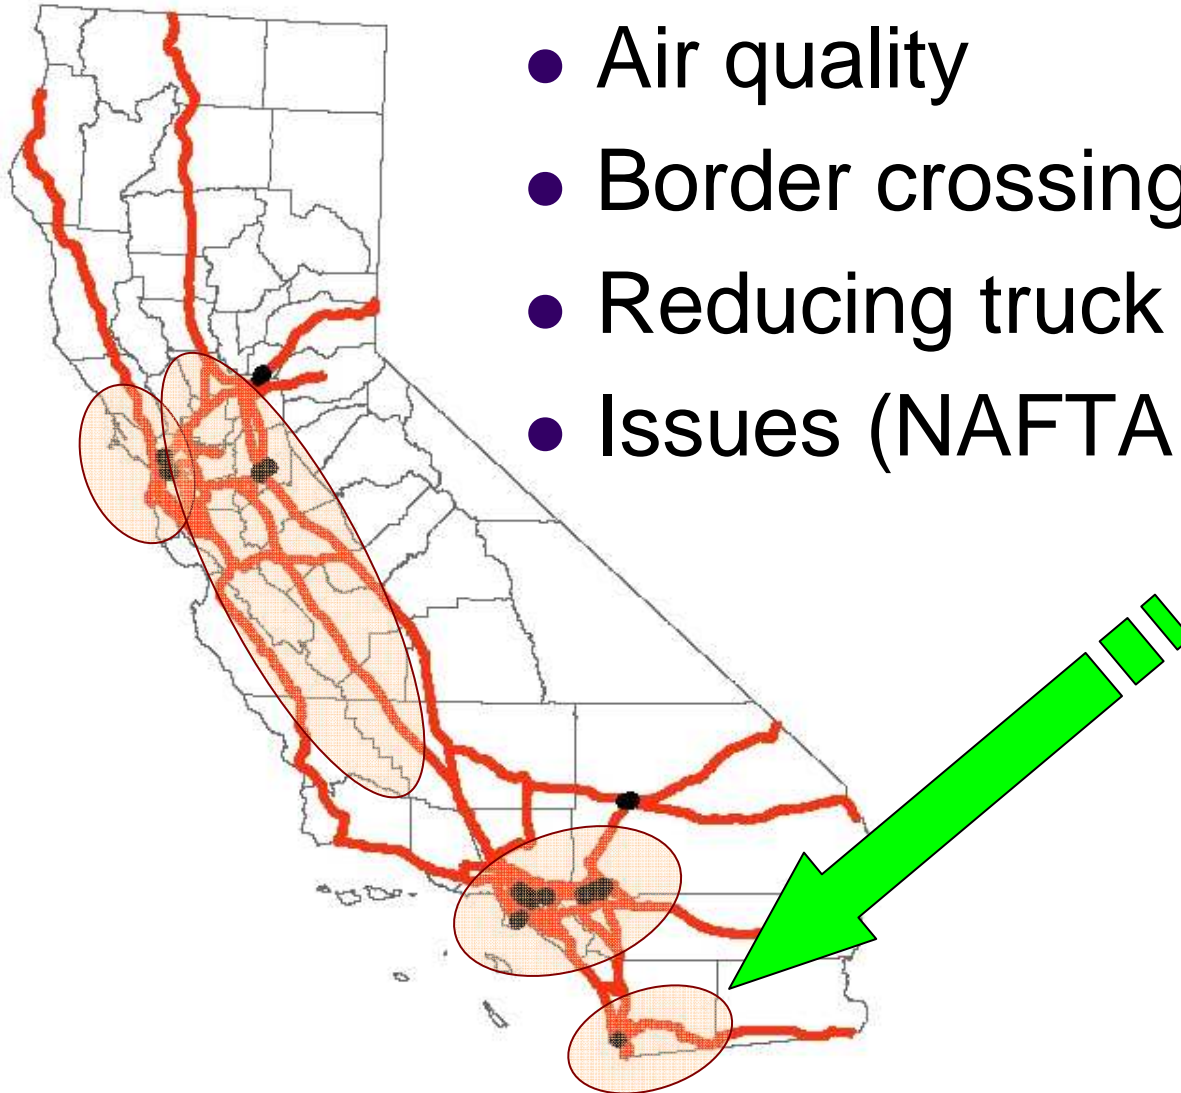 • Air quality
• Border crossing
• Reducing truck
• Issues (NAFTA